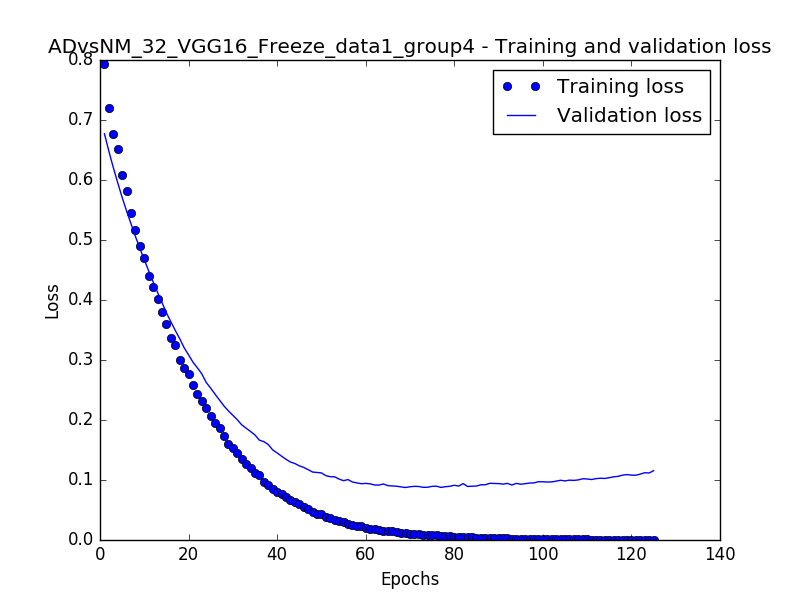 ADvsNM_32_VGG16_Freeze_data1_group4 - Training and validation loss
Training loss
Validation loss
0.8
0.7
0.6
0.5
0.4
0.3
0.2
0.1
0.0
Loss
0 20 40 60 80 100 120 140
Epochs